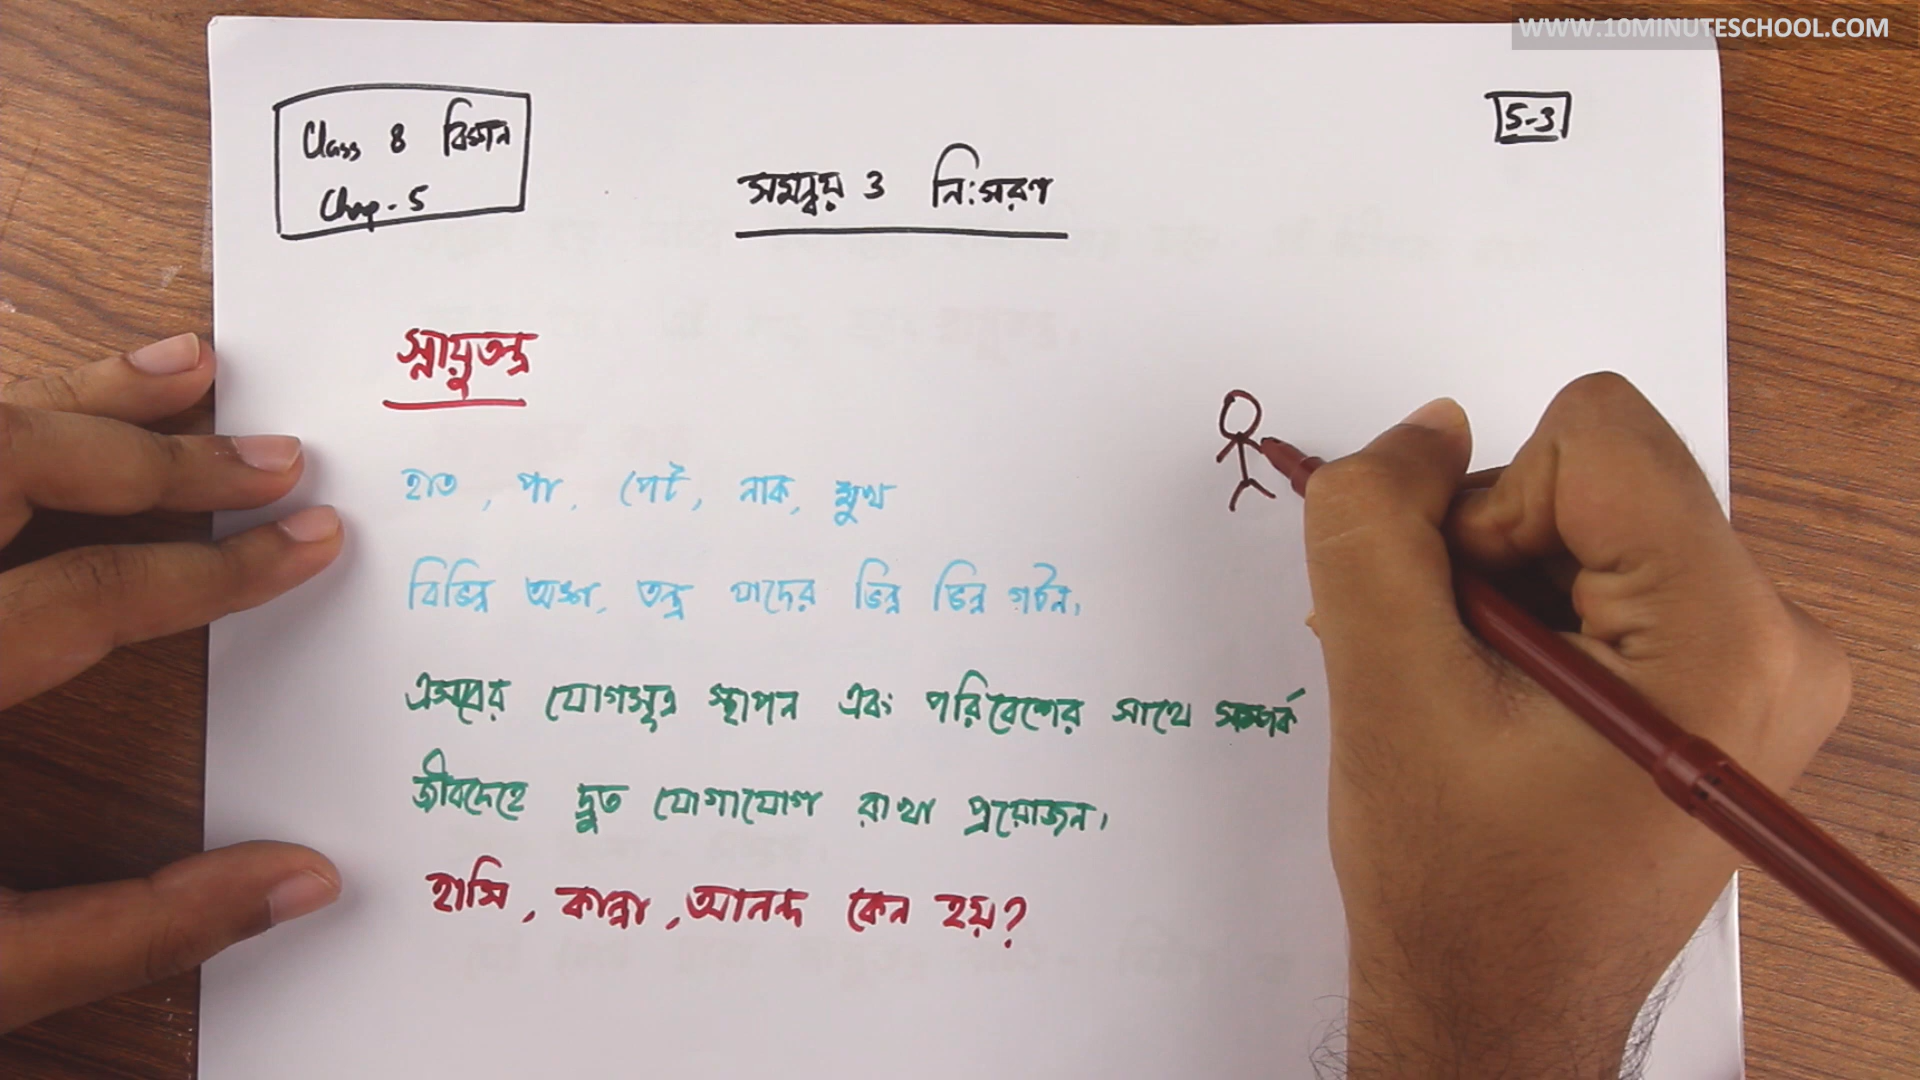 WWW.10MINUTESCHOOL.COM
Class 8 বিজ্ঞান
Chap - 5
5-3
সমন্বয় ও নিঃসরণ
স্নায়ুতন্ত্র
হাত, পা, পেট, নাক, মুখ
বিভিন্ন অঙ্গ, তন্ত্র যাদের ভিন্ন ভিন্ন গঠন।
এসবের যোগসূত্র স্থাপন এবং পরিবেশের সাথে সম্পর্ক
জীবদেহে দ্রুত যোগাযোগ রাখা প্রয়োজন।
হাসি, কান্না, আনন্দ কেন হয়?